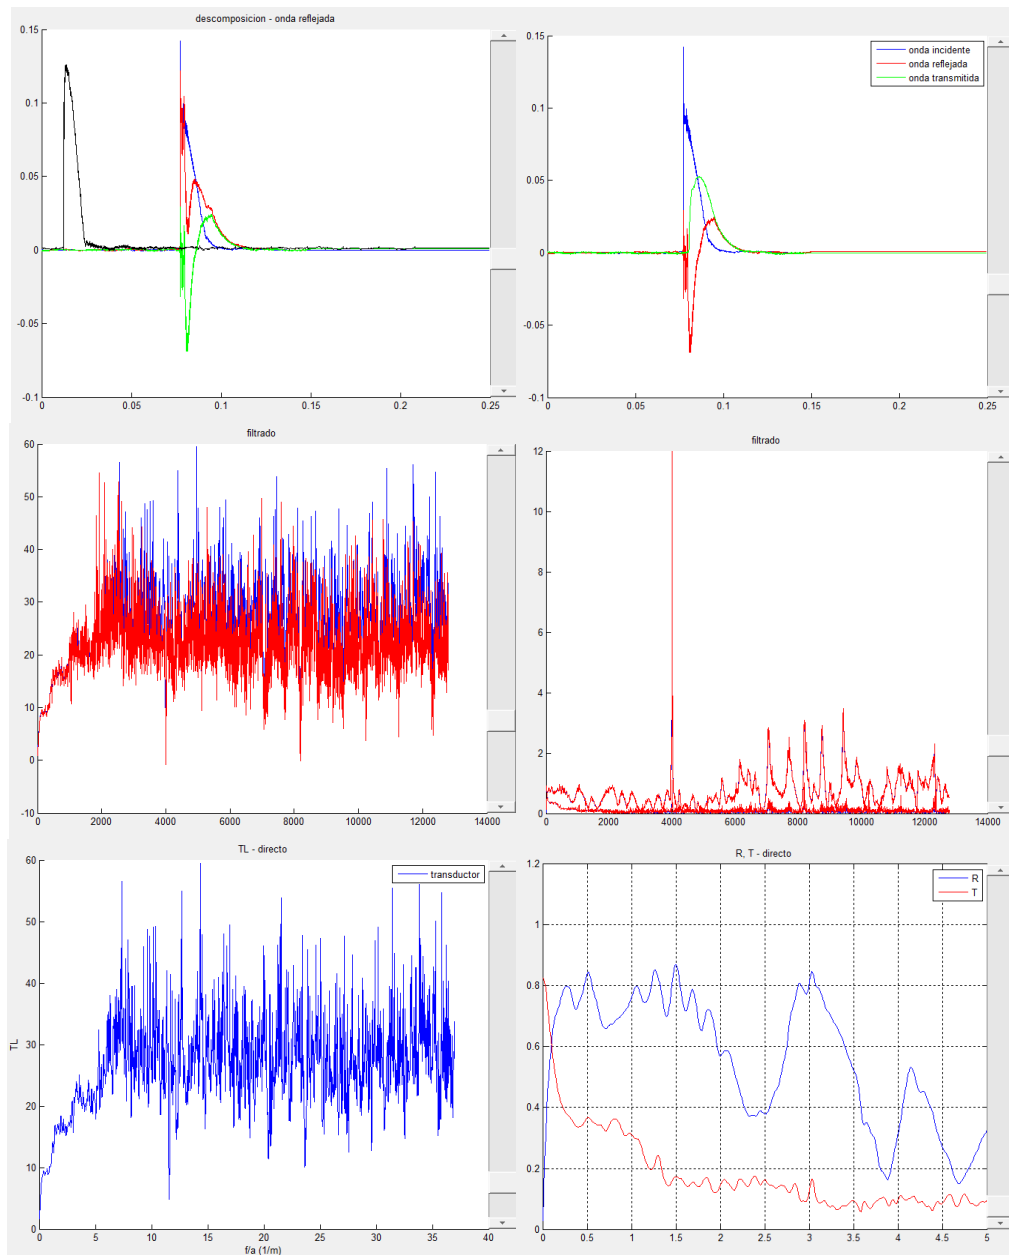 descomposicion - onda reflejada
0.15
0.1
0.05
0
-0.05
-0.1
0 0.05 0.1 0.15 0.2 0.25
0.15
0.1
0.05
0
-0.05
-0.1
0 0.05 0.1 0.15 0.2 0.25
onda incidente
onda reflejada
onda transmitida
filtrado
60
50
40
30
20
10
0
-10
0 2000 4000 6000 8000 10000 12000 14000
filtrado
12
10
8
6
4
2
0
0 2000 4000 6000 8000 10000 12000 14000
TL - directo
60
50
40
30
20
10
0
TL
0 5 10 15 20 25 30 35 40
f/a (1/m)
transductor
R, T - directo
1.2
1
0.8
0.6
0.4
0.2
0
0 0.5 1 1.5 2 2.5 3 3.5 4 4.5 5
R
T